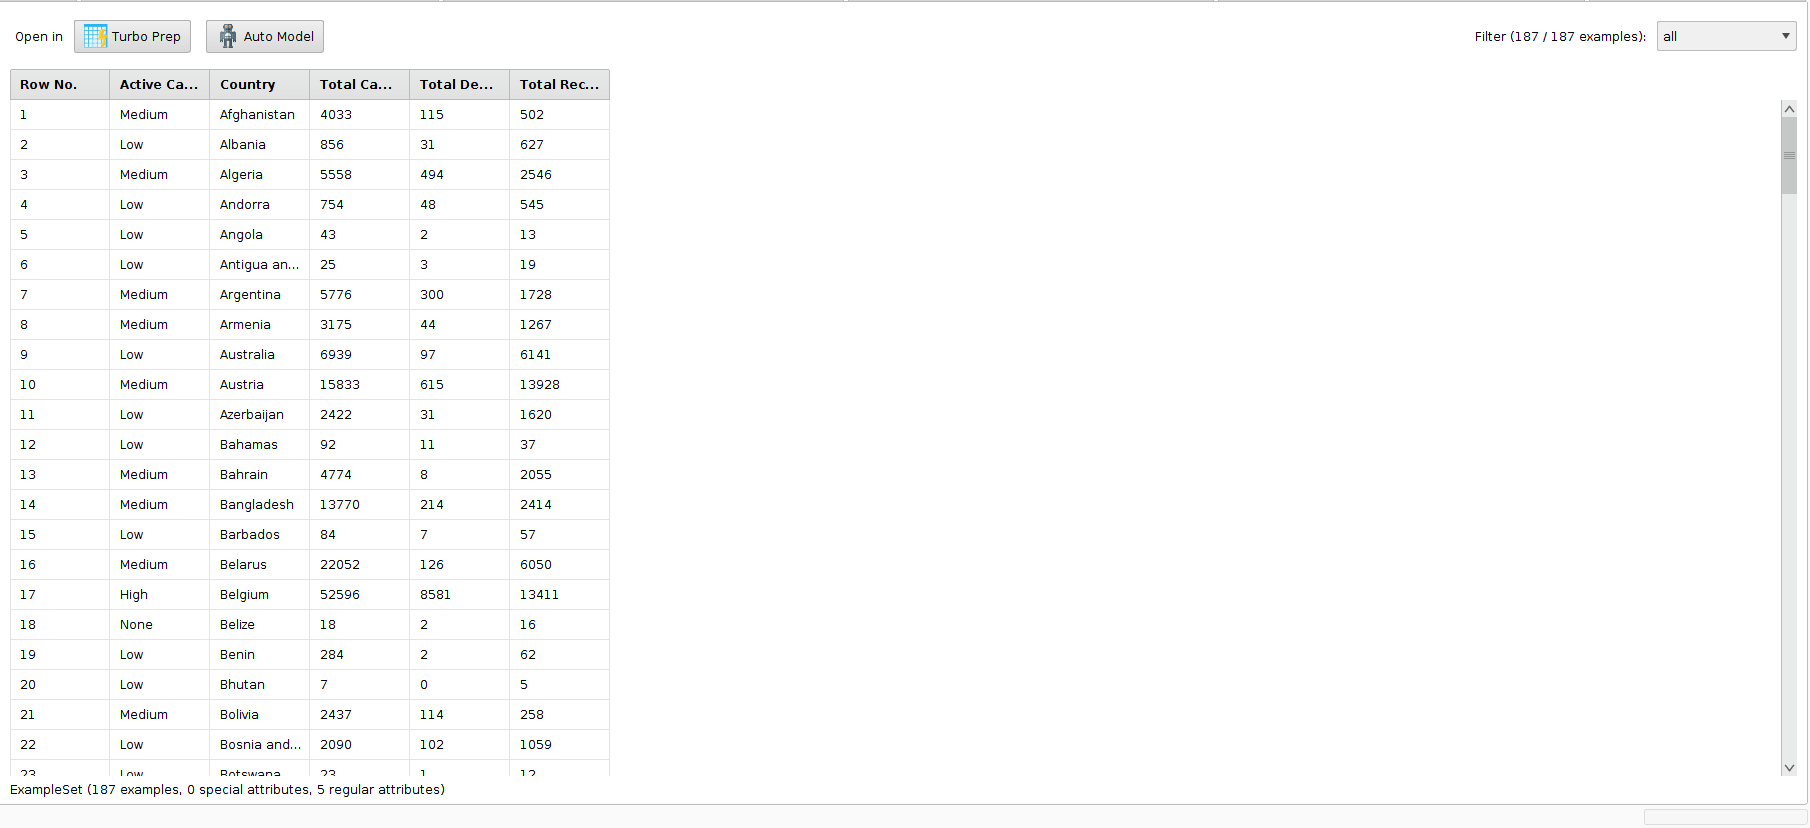 Open in Turbo Prep Auto Model Filter (187 / 187 examples): all
Row No. Active Ca... Country Total Ca... Total De... Total Rec...
1 Medium Afghanistan 4033 115 502
2 Low Albania 856 31 627
3 Medium Algeria 5558 494 2546
4 Low Andorra 754 48 545
5 Low Angola 43 2 13
6 Low Antigua an... 25 3 19
7 Medium Argentina 5776 300 1728
8 Medium Armenia 3175 44 1267
9 Low Australia 6939 97 6141
10 Medium Austria 15833 615 13928
11 Low Azerbaijan 2422 31 1620
12 Low Bahamas 92 11 37
13 Medium Bahrain 4774 8 2055
14 Medium Bangladesh 13770 214 2414
15 Low Barbados 84 7 57
16 Medium Belarus 22052 126 6050
17 High Belgium 52596 8581 13411
18 None Belize 18 2 16
19 Low Benin 284 2 62
20 Low Bhutan 7 0 5
21 Medium Bolivia 2437 114 258
22 Low Bosnia and... 2090 102 1059
23 Low Botswana 23 1 12
ExampleSet (187 examples, 0 special attributes, 5 regular attributes)